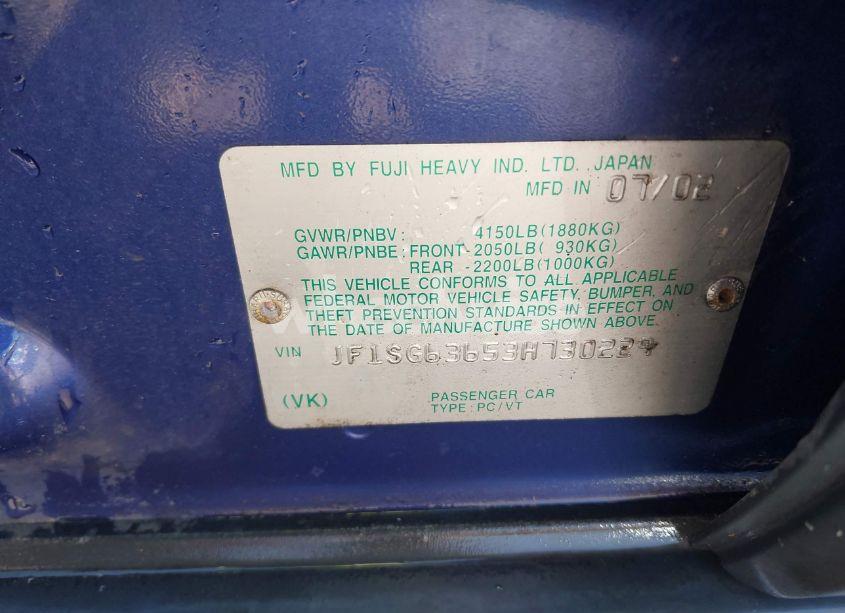 MFD BY FUJI HEAVY IND. LTD. JAPAN
MFD IN 07/02
GVWR/PNBV : 4150LB(1880KG)
GAWR/PNBE : FRONT-2050LB( 930KG)
REAR -2200LB(1000KG)
THIS VEHICLE CONFORMS TO ALL APPLICABLE
FEDERAL MOTOR VEHICLE SAFETY, BUMPER, AND
THEFT PREVENTION STANDARDS IN EFFECT ON
THE DATE OF MANUFACTURE SHOWN ABOVE.
VIN JF1SG63653H730229
(VK) PASSENGER CAR
TYPE : PC/VT